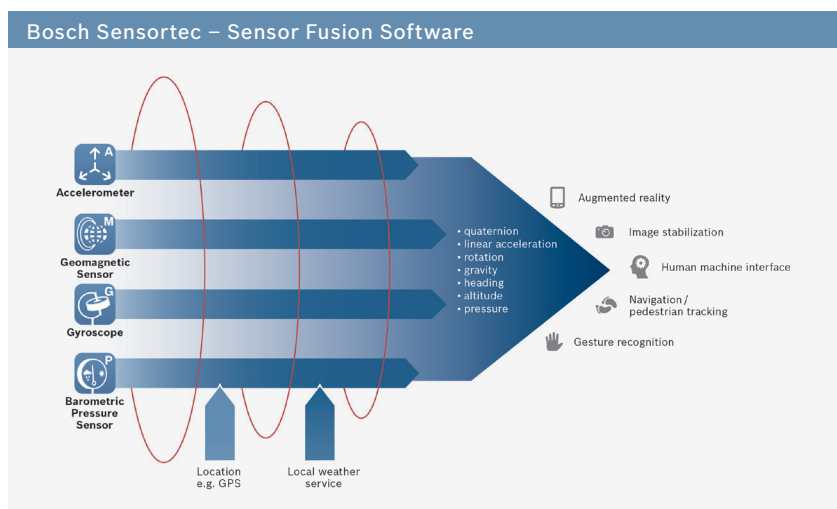 Bosch Sensortec – Sensor Fusion Software
A
Accelerometer
M
Geomagnetic
Sensor
G
Gyroscope
P
Barometric
Pressure
Sensor
Location
e.g. GPS
Local weather
service
• quaternion
• linear acceleration
• rotation
• gravity
• heading
• altitude
• pressure
Augmented reality
Image stabilization
Human machine interface
Navigation /
pedestrian tracking
Gesture recognition